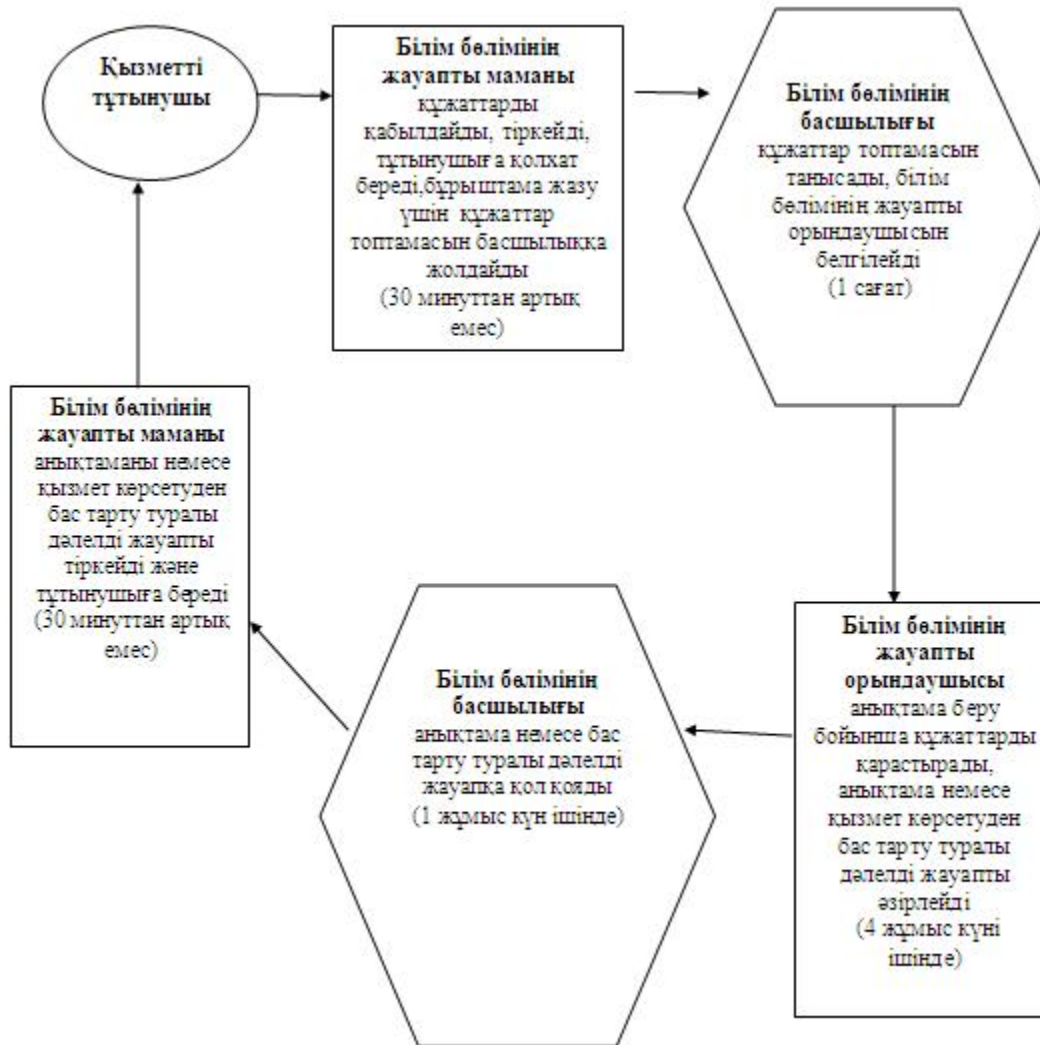 Қызметті
тұтынушы
Білім бөлімінің
жауапты маманы
құжаттарды
қабылдайды, тіркейді,
тұтынушыға қолхат
береді,бұрыштама жазу
үшін құжаттар
топтамасын басшылыққа
жолдайды
(30 минуттан артық
емес)
Білім бөлімінің
басшылығы
құжаттар топтамасын
танысады, білім
бөлімінің жауапты
орындаушысын
белгілейді
(1 сағат)
Білім бөлімінің
жауапты
орындаушысы
анықтама беру
бойынша құжаттарды
қарастырады,
анықтама немесе
қызмет көрсетуден
бас тарту туралы
дәлелді жауапты
әзірлейді
(4 жұмыс күні
ішінде)
Білім бөлімінің
басшылығы
анықтама немесе бас
тарту туралы дәлелді
жауапқа қол қояды
(1 жұмыс күн ішінде)
Білім бөлімінің
жауапты маманы
анықтаманы немесе
қызмет көрсетуден
бас тарту туралы
дәлелді жауапты
тіркейді және
тұтынушыға береді
(30 минуттан артық
емес)